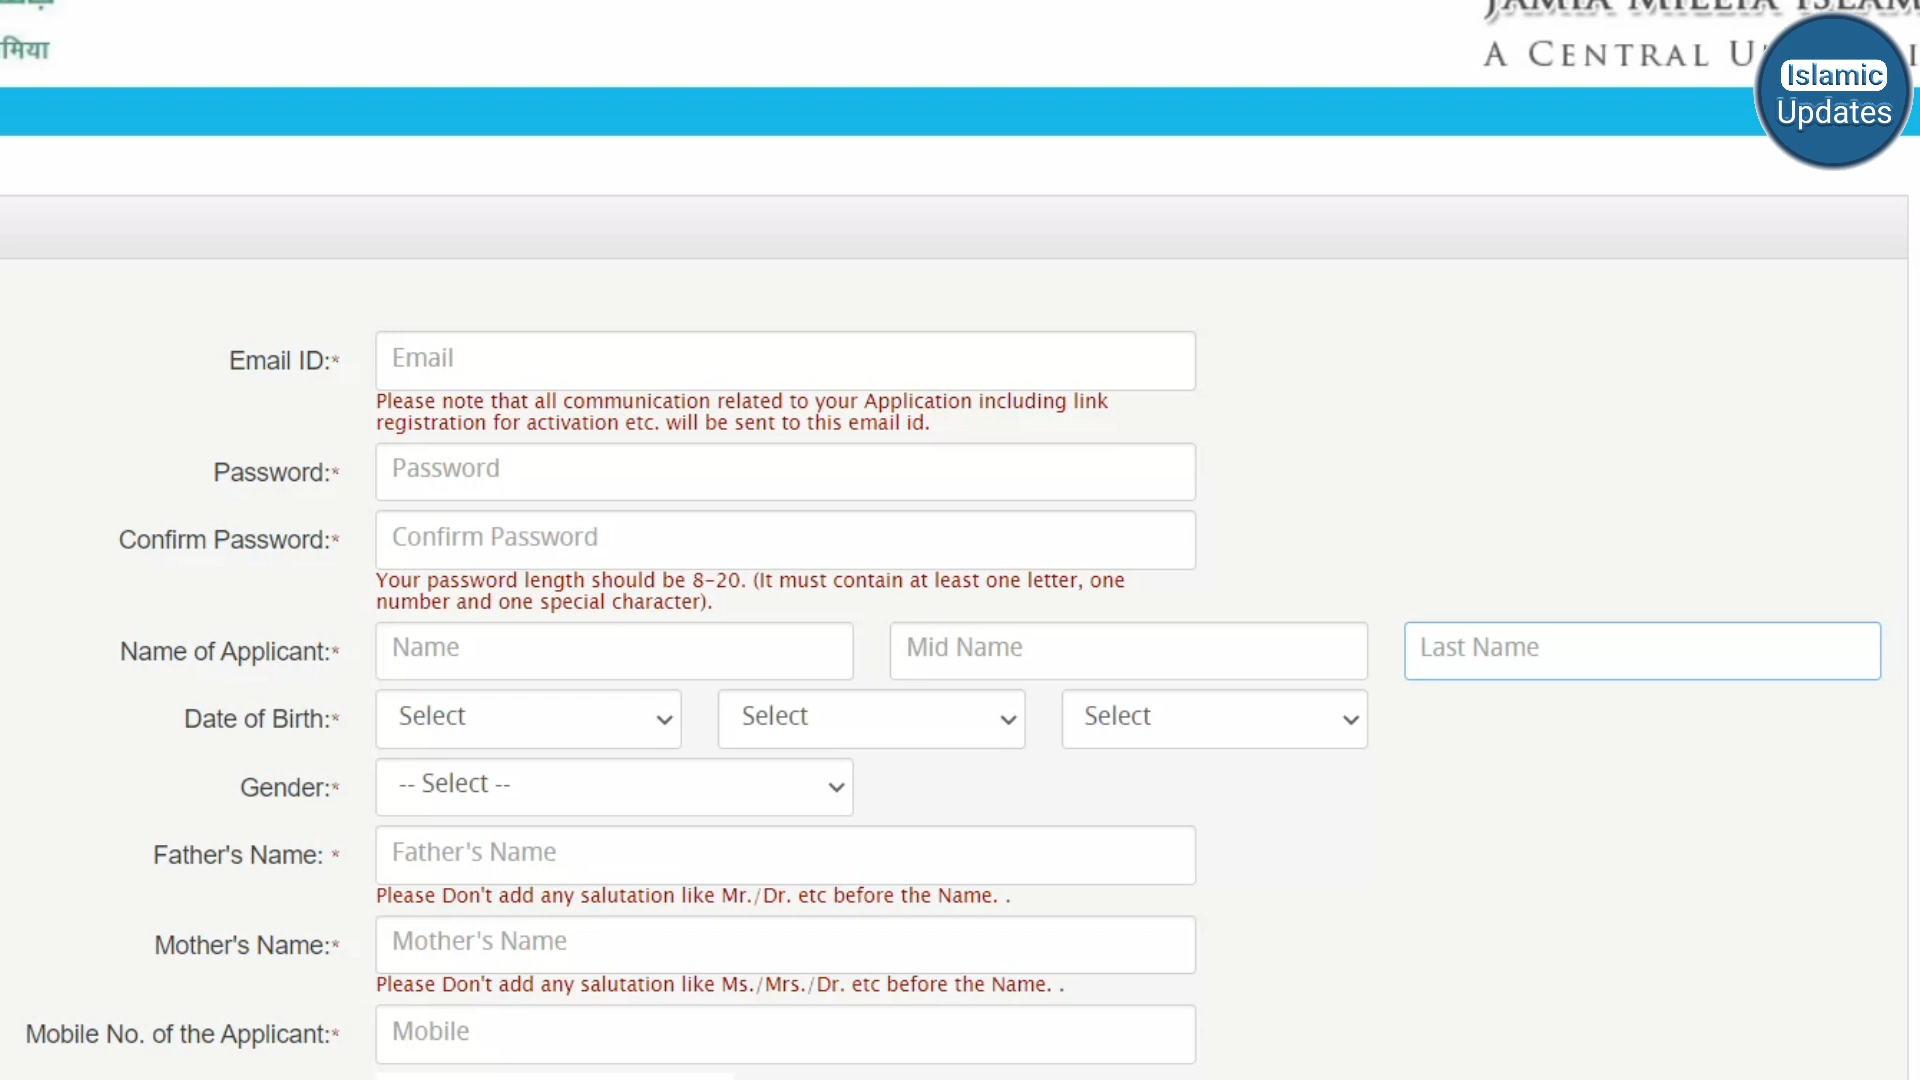 JAMIA MILLIA ISLAM
मिया
A CENTRAL U
Islamic
Updates
Email ID:*
Email
Please note that all communication related to your Application including link
registration for activation etc. will be sent to this email id.
Password:*
Password
Confirm Password:*
Confirm Password
Your password length should be 8-20. (It must contain at least one letter, one
number and one special character).
Name of Applicant:*
Name
Mid Name
Last Name
Date of Birth:*
Select
Select
Select
Gender:*
-- Select --
Father's Name: *
Father's Name
Please Don't add any salutation like Mr./Dr. etc before the Name. .
Mother's Name:*
Mother's Name
Please Don't add any salutation like Ms./Mrs./Dr. etc before the Name. .
Mobile No. of the Applicant:*
Mobile